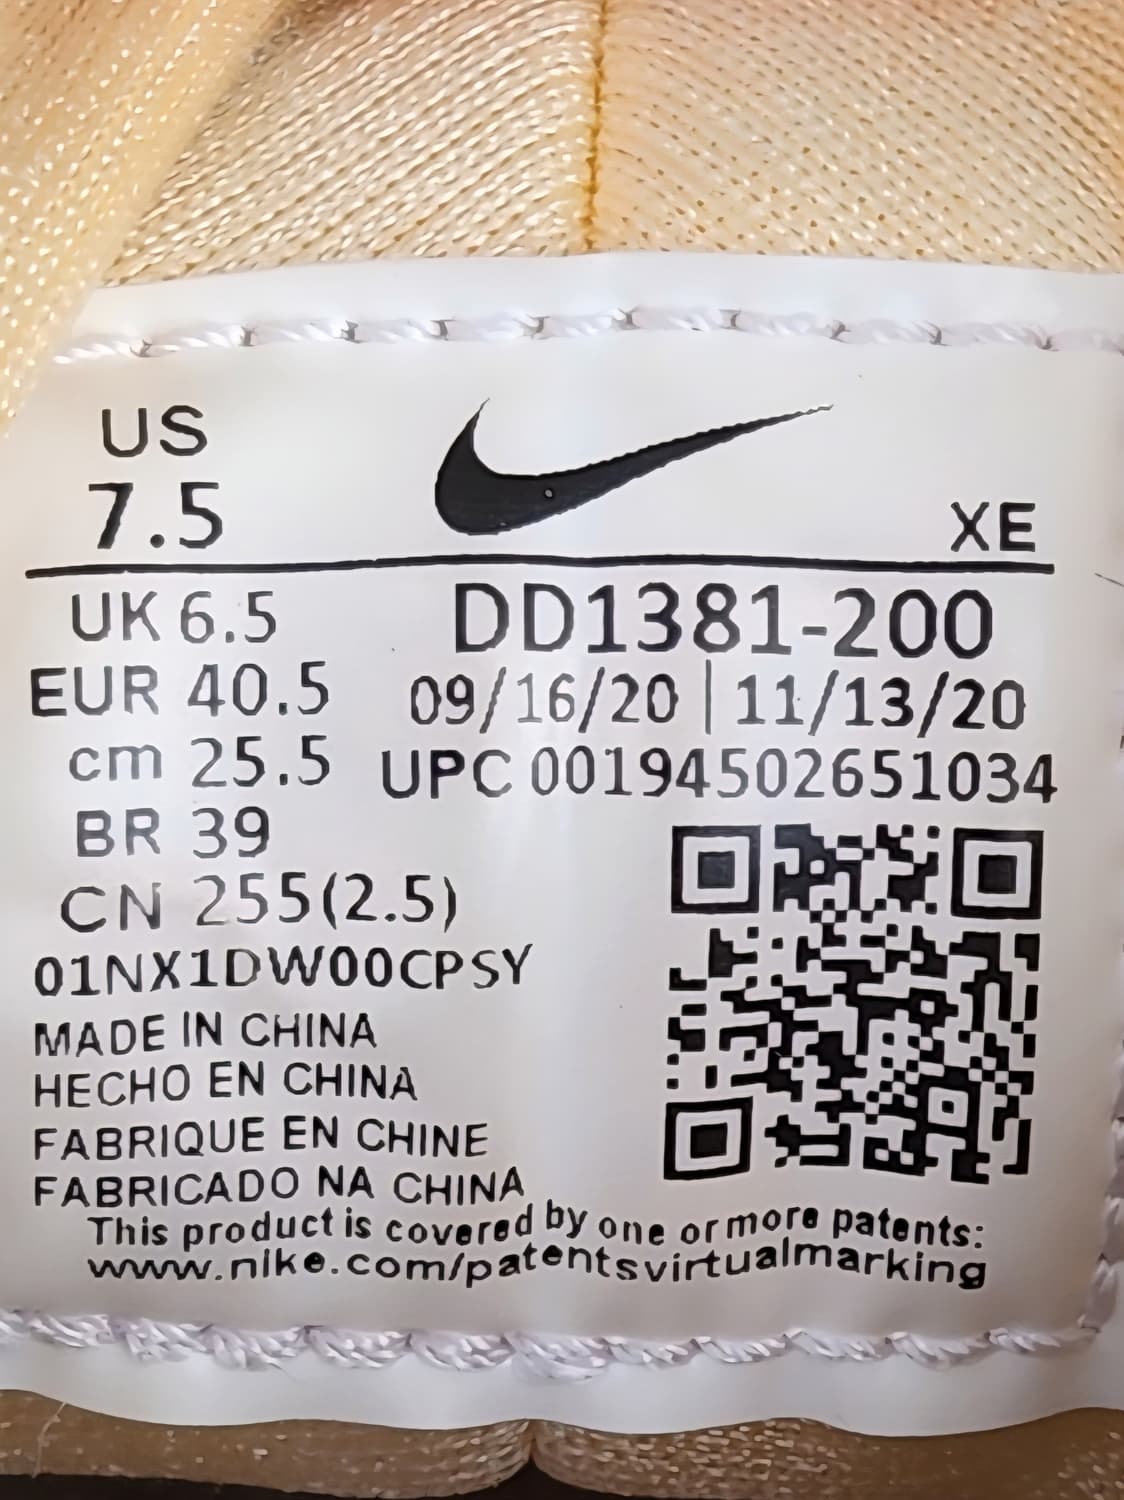 US
7.5
XE
UK 6.5
EUR 40.5
cm 25.5
BR 39
CN 255(2.5)
DD1381-200
09/16/20 | 11/13/20
UPC 00194502651034
01NX1DW00CPSY
MADE IN CHINA
HECHO EN CHINA
FABRIQUE EN CHINE
FABRICADO NA CHINA
This product is covered by one or more patents:
www.nike.com/patentsvirtualmarking